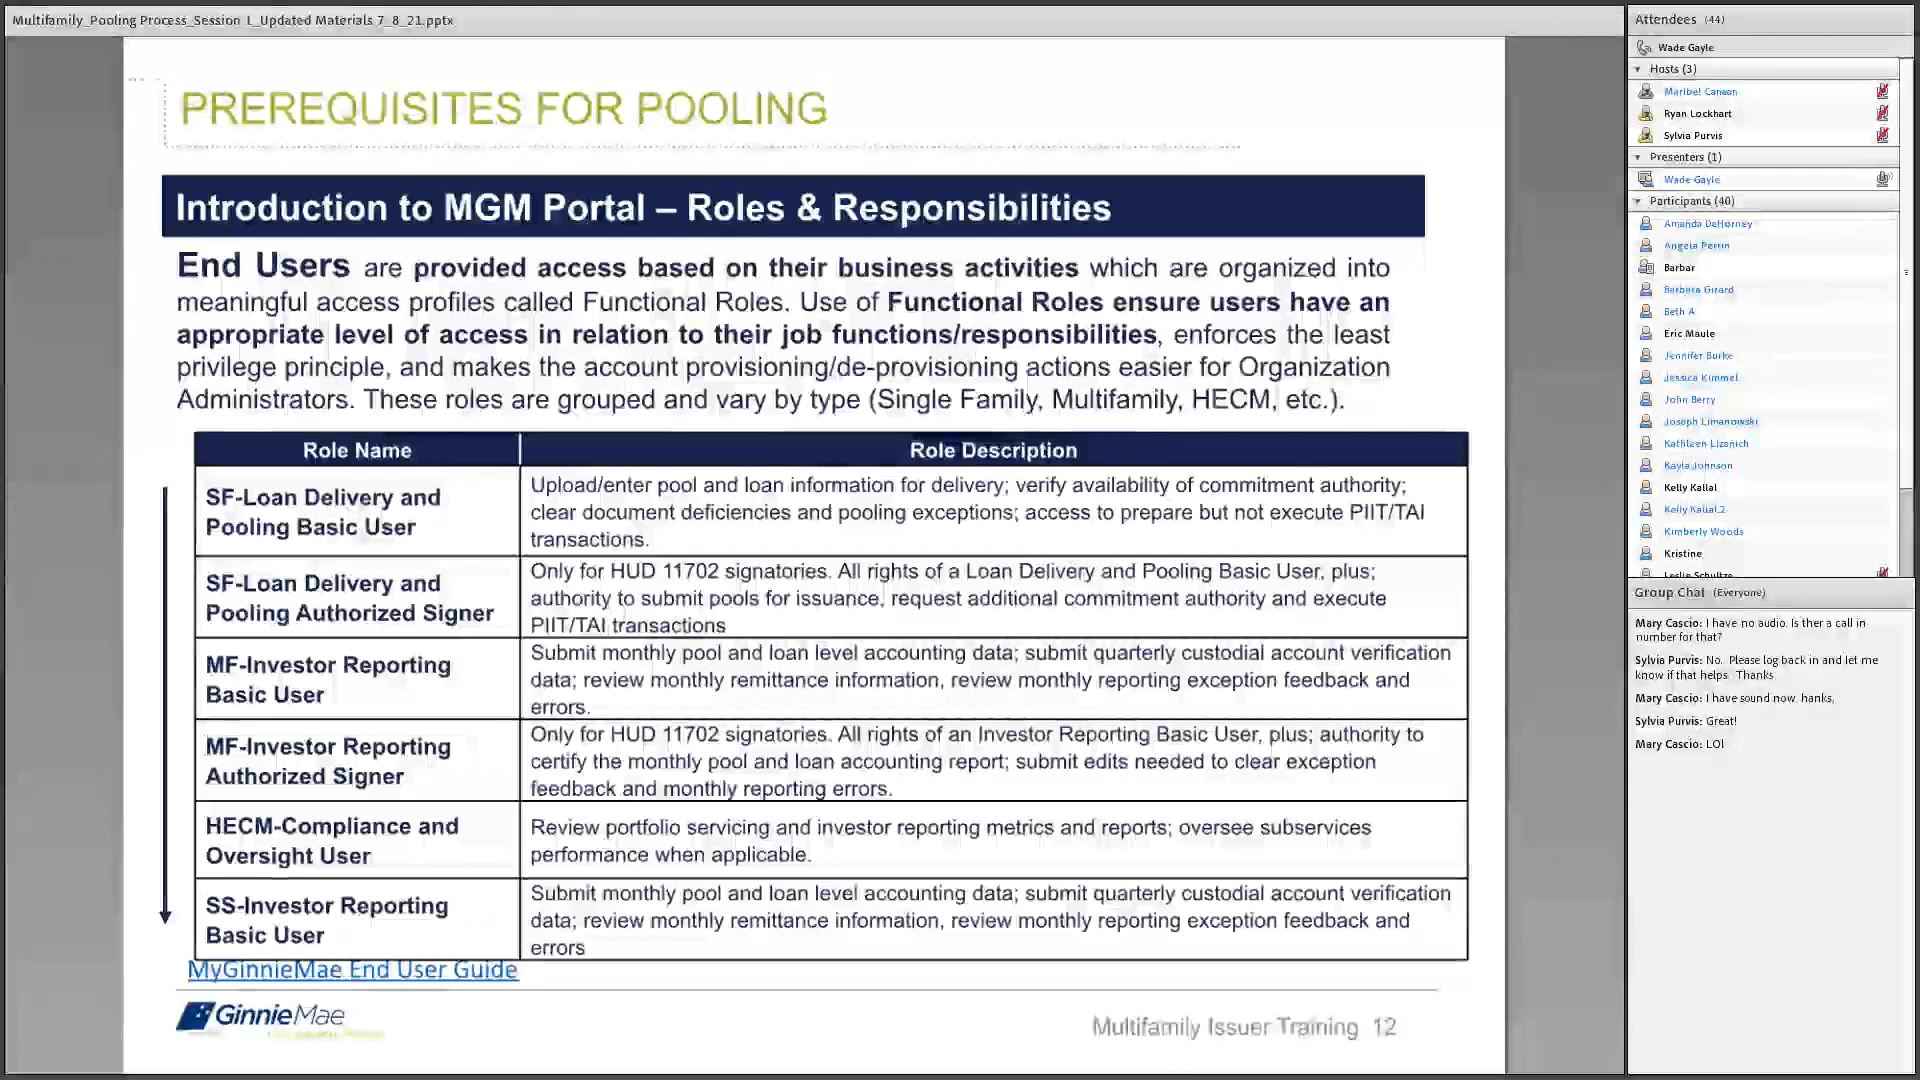 Multifamily_Pooling Process_Session I_Updated Materials 7_8_21.pptx
PREREQUISITES FOR POOLING
Introduction to MGM Portal – Roles & Responsibilities
End Users are provided access based on their business activities which are organized into
meaningful access profiles called Functional Roles. Use of Functional Roles ensure users have an
appropriate level of access in relation to their job functions/responsibilities, enforces the least
privilege principle, and makes the account provisioning/de-provisioning actions easier for Organization
Administrators. These roles are grouped and vary by type (Single Family, Multifamily, HECM, etc.).
Role Name
Role Description
SF-Loan Delivery and
Pooling Basic User
Upload/enter pool and loan information for delivery; verify availability of commitment authority;
clear document deficiencies and pooling exceptions; access to prepare but not execute PIIT/TAI
transactions.
SF-Loan Delivery and
Pooling Authorized Signer
Only for HUD 11702 signatories. All rights of a Loan Delivery and Pooling Basic User, plus;
authority to submit pools for issuance, request additional commitment authority and execute
PIIT/TAI transactions
MF-Investor Reporting
Basic User
Submit monthly pool and loan level accounting data; submit quarterly custodial account verification
data; review monthly remittance information, review monthly reporting exception feedback and
errors.
MF-Investor Reporting
Authorized Signer
Only for HUD 11702 signatories. All rights of an Investor Reporting Basic User, plus; authority to
certify the monthly pool and loan accounting report; submit edits needed to clear exception
feedback and monthly reporting errors.
HECM-Compliance and
Oversight User
Review portfolio servicing and investor reporting metrics and reports; oversee subservices
performance when applicable.
SS-Investor Reporting
Basic User
Submit monthly pool and loan level accounting data; submit quarterly custodial account verification
data; review monthly remittance information, review monthly reporting exception feedback and
errors
MyGinnieMae End User Guide
GinnieMae
Multifamily Issuer Training 12
Attendees (44)
Wade Gayle
Hosts (3)
Maribel
Ryan Lockhart
Sylvia Purvis
Presenters (1)
Wade Gayle
Participants (40)
Amanda DeHorney
Angela Perrin
Barbar
Barbara Girard
Beth A
Eric Maule
Jennifer Burke
Jessica Kimmel
John Berry
Joseph Limanowski
Kathleen Lizanich
Kayla Johnson
Kelly Kallal
Kelly Kallal 2
Kimberly Woods
Kristine
Leslie Schultze
Group Chat (Everyone)
Mary Cascio: I have no audio. Is ther a call in
number for that?
Sylvia Purvis: No. Please log back in and let me
know if that helps. Thanks
Mary Cascio: I have sound now. hanks,
Sylvia Purvis: Great!
Mary Cascio: LOl